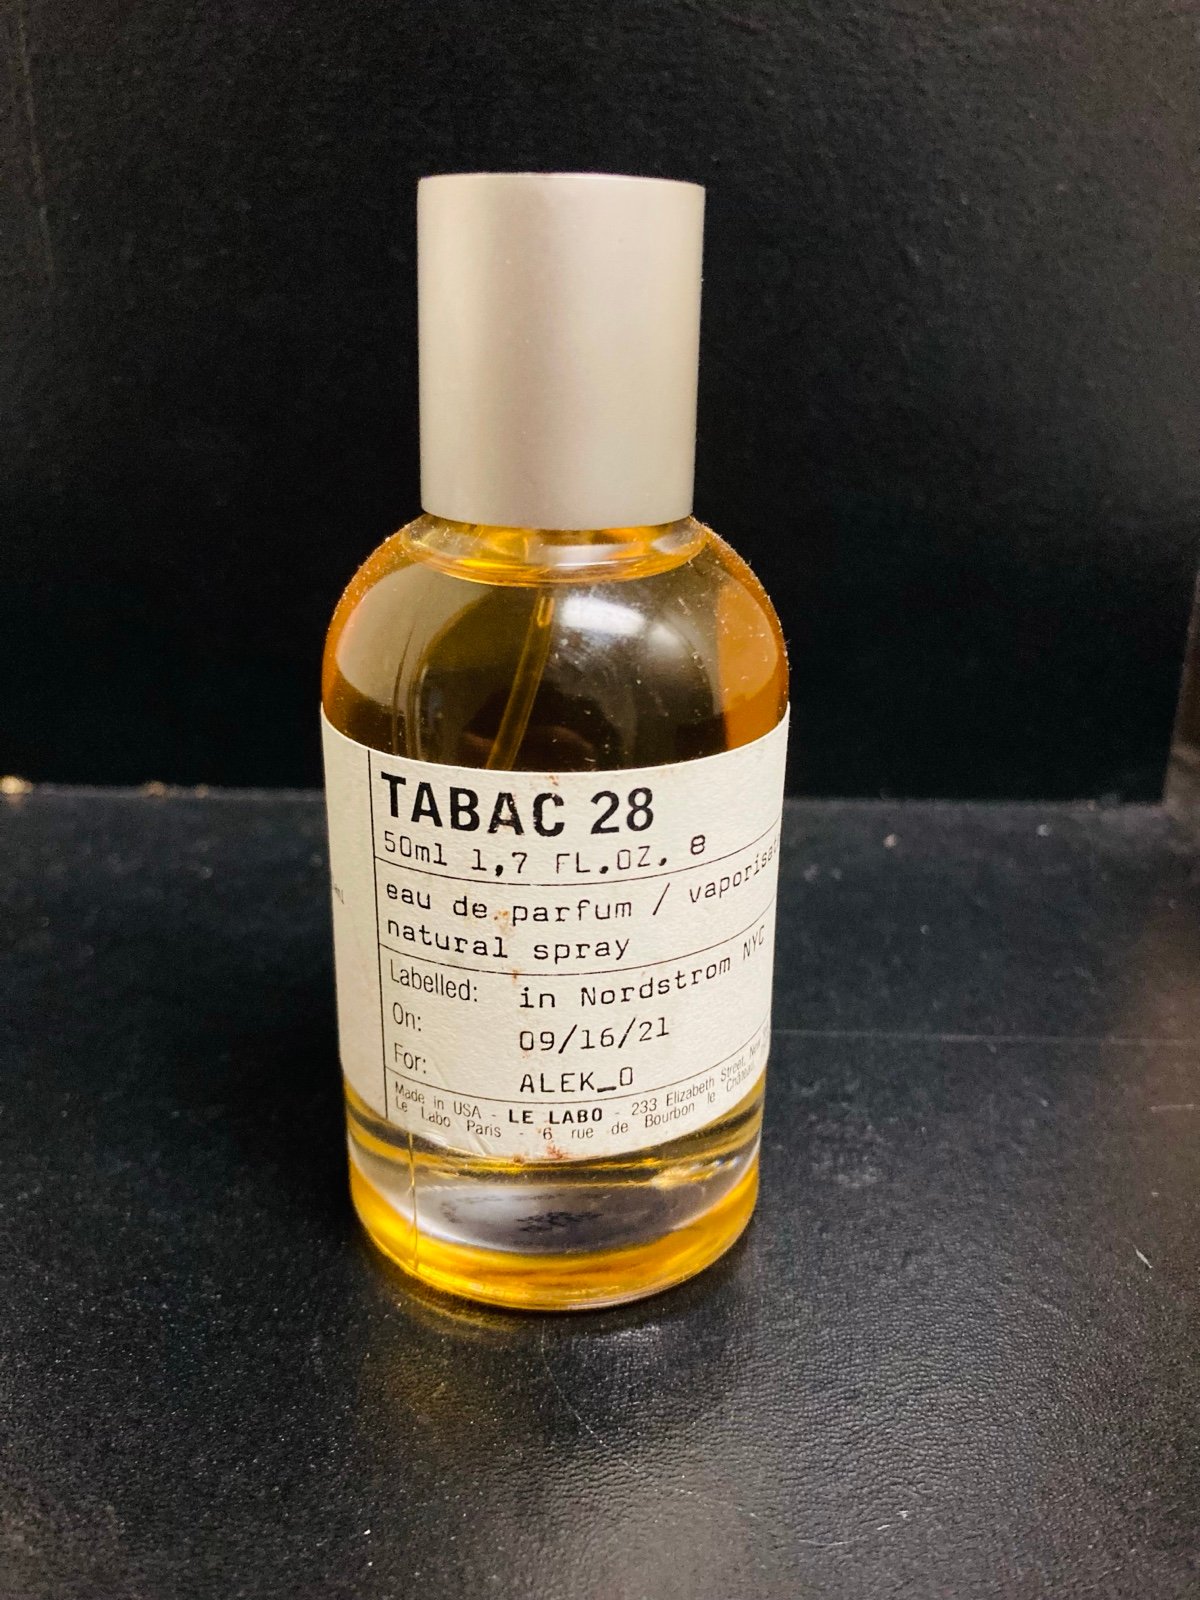 TABAC 28
50ml 1,7 FL.OZ. e
eau de parfum /
natural spray
Labelled: in Nordstrom NYC
On: 09/16/21
For: ALEK_O
Made in USA - LE LABO - 233 Elizabeth Street, New
Le Labo Paris - 6 rue de Bourbon le Château